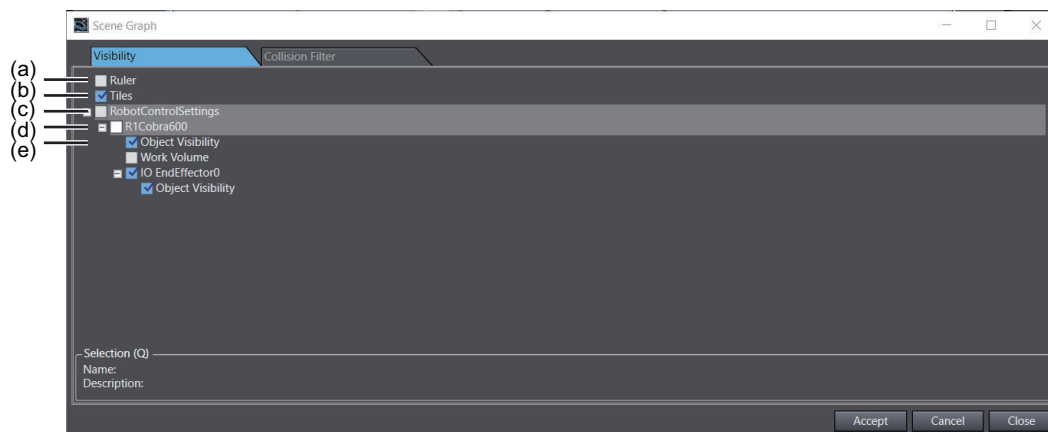 Scene Graph
Visibility
Collision Filter
(a)
Ruler
(b)
Tiles
(c)
RobotControlSettings
(d)
R1Cobra600
(e)
Object Visibility
Work Volume
IO EndEffector0
Object Visibility
Selection (Q)
Name:
Description:
Accept
Cancel
Close